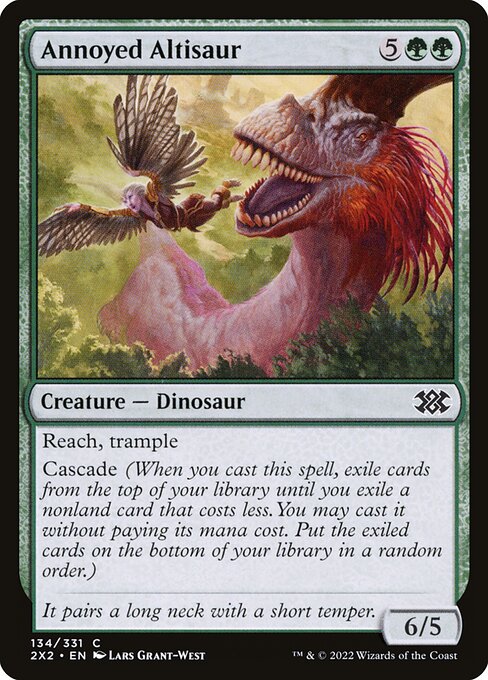 Annoyed Altisaur 5
Creature — Dinosaur
Reach, trample
Cascade (When you cast this spell, exile cards
from the top of your library until you exile a
nonland card that costs less. You may cast it
without paying its mana cost. Put the exiled
cards on the bottom of your library in a random
order.)
It pairs a long neck with a short temper.
6/5
134/331 C
2X2 • EN Lars Grant-West
™ & © 2022 Wizards of the Coast